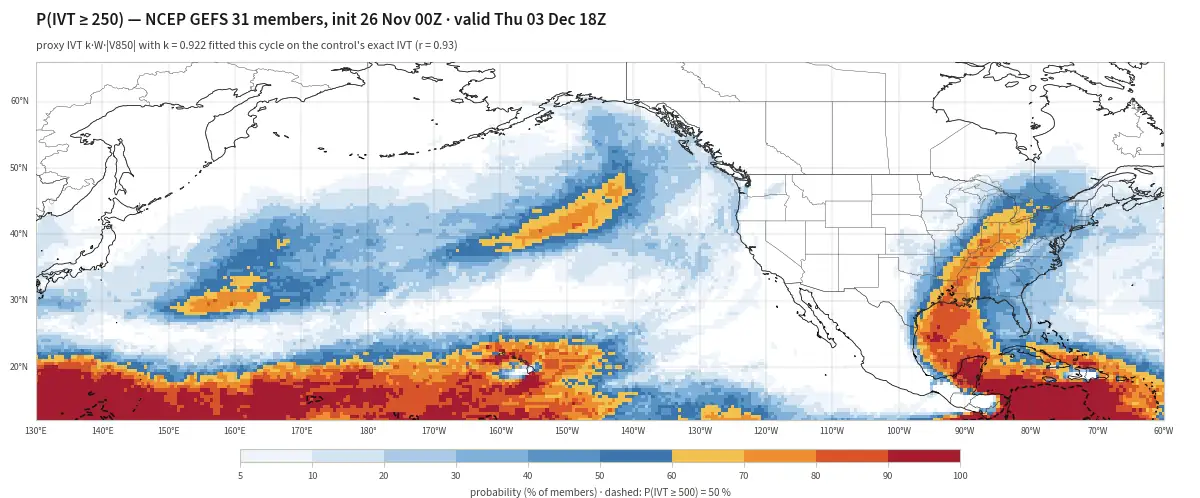 P(IVT ≥ 250) — NCEP GEFS 31 members, init 26 Nov 00Z · valid Thu 03 Dec 18Z
proxy IVT k·W·|V850| with k = 0.922 fitted this cycle on the control's exact IVT (r = 0.93)
60°N
50°N
40°N
30°N
20°N
130°E 140°E 150°E 160°E 170°E 180° 170°W 160°W 150°W 140°W 130°W 120°W 110°W 100°W 90°W 80°W 70°W 60°W
5 10 20 30 40 50 60 70 80 90 100
probability (% of members) · dashed: P(IVT ≥ 500) = 50 %